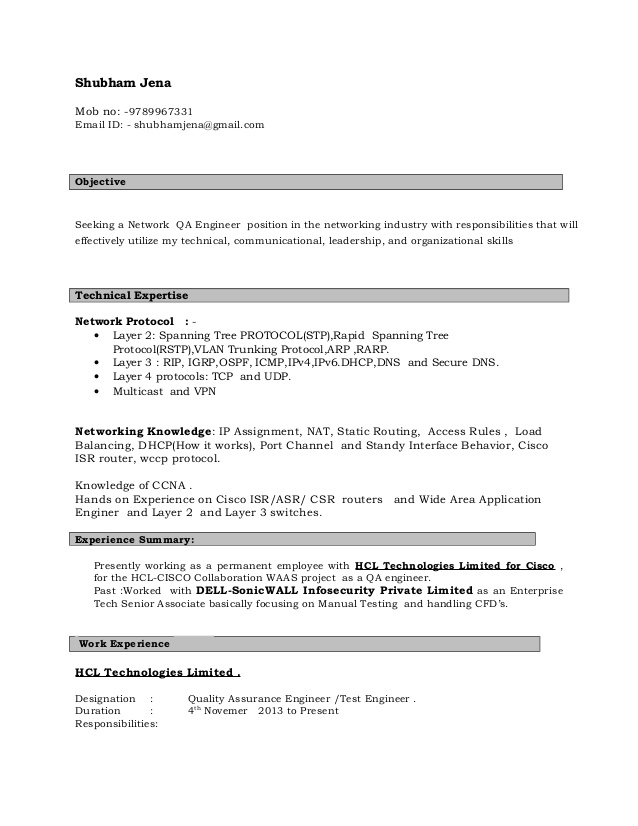 Shubham Jena
Mob no: -9789967331
Email ID: - shubhamjena@gmail.com
Objective
Seeking a Network QA Engineer position in the networking industry with responsibilities that will
effectively utilize my technical, communicational, leadership, and organizational skills
Technical Expertise
Network Protocol : -
• Layer 2: Spanning Tree PROTOCOL(STP),Rapid Spanning Tree
Protocol(RSTP),VLAN Trunking Protocol,ARP ,RARP.
• Layer 3 : RIP, IGRP,OSPF, ICMP,IPv4,IPv6.DHCP,DNS and Secure DNS.
• Layer 4 protocols: TCP and UDP.
• Multicast and VPN
Networking Knowledge: IP Assignment, NAT, Static Routing, Access Rules , Load
Balancing, DHCP(How it works), Port Channel and Standy Interface Behavior, Cisco
ISR router, wccp protocol.
Knowledge of CCNA .
Hands on Experience on Cisco ISR/ASR/ CSR routers and Wide Area Application
Enginer and Layer 2 and Layer 3 switches.
Experience Summary:
Presently working as a permanent employee with HCL Technologies Limited for Cisco ,
for the HCL-CISCO Collaboration WAAS project as a QA engineer.
Past :Worked with DELL-SonicWALL Infosecurity Private Limited as an Enterprise
Tech Senior Associate basically focusing on Manual Testing and handling CFD's.
Work Experience
HCL Technologies Limited .
Designation : Quality Assurance Engineer /Test Engineer .
Duration : 4th Novemer 2013 to Present
Responsibilities: